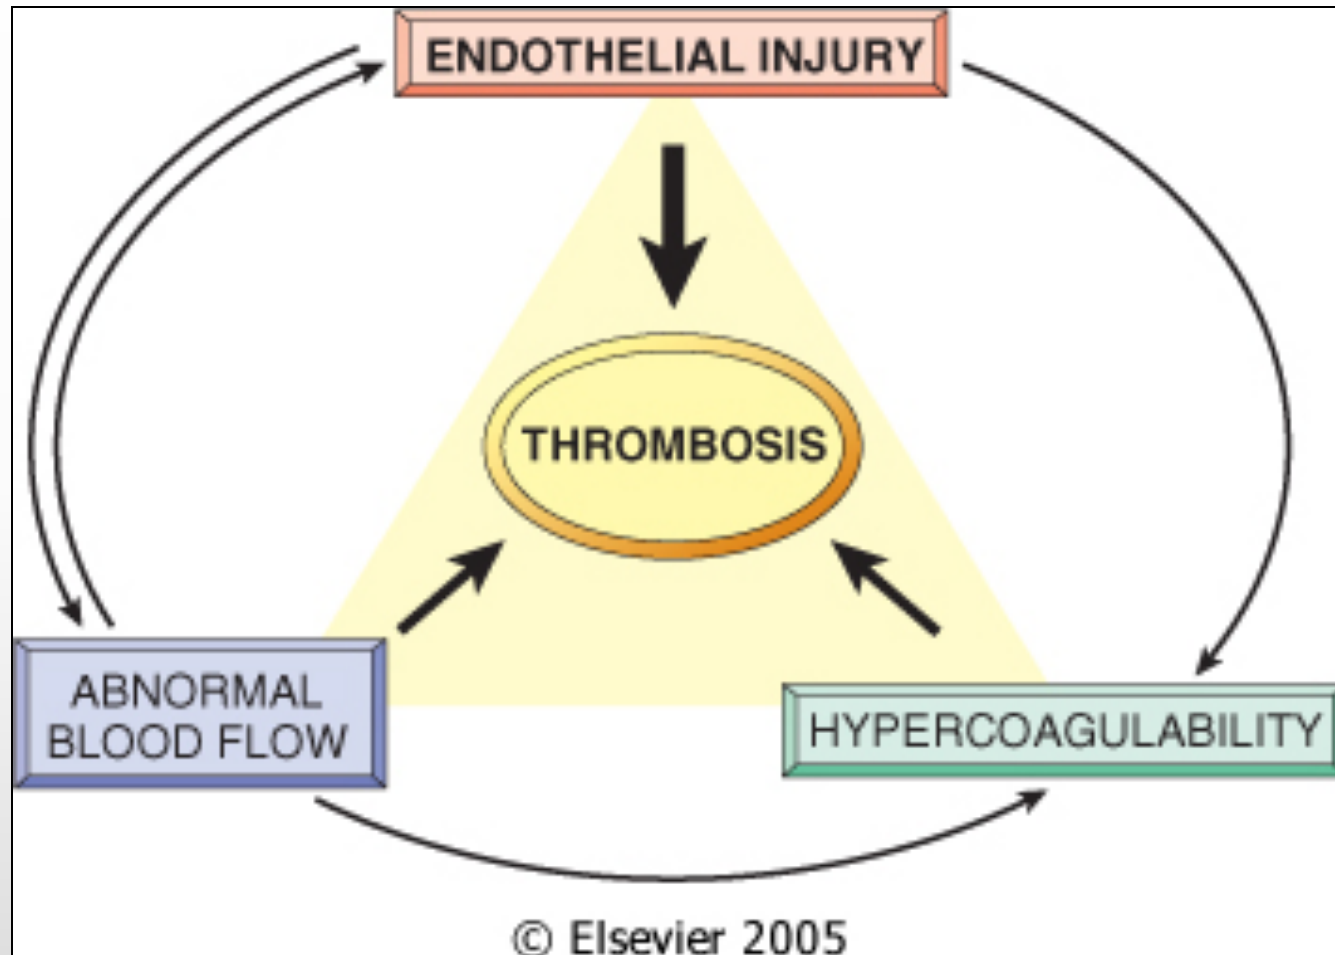 ENDOTHELIAL INJURY
THROMBOSIS
ABNORMAL
BLOOD FLOW
HYPERCOAGULABILITY
© Elsevier 2005